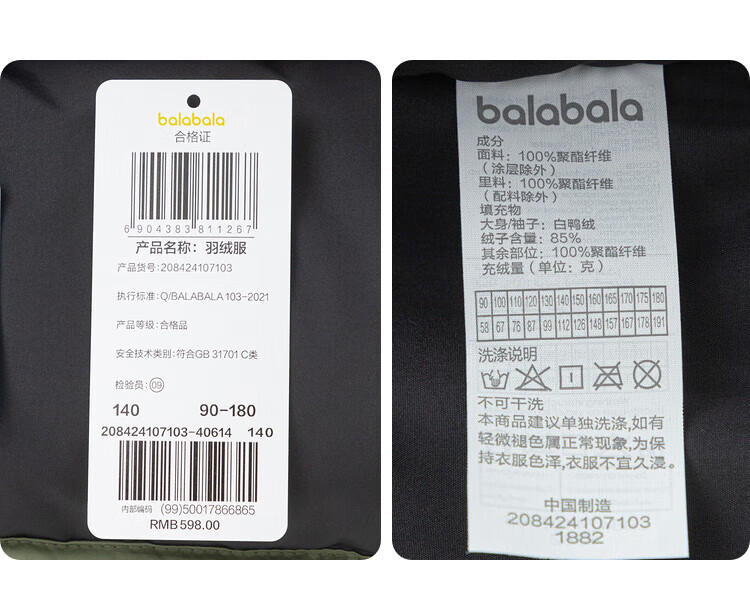 balabala
合格证
6 904383 811267
产品名称：羽绒服
产品货号:208424107103
执行标准:Q/BALABALA 103-2021
产品等级:合格品
安全技术类别:符合GB 31701 C类
检验员:09
140 90-180
208424107103-40614 140
内部编码 (99)50017866865
RMB 598.00
balabala
成分
面料：100%聚酯纤维
（涂层除外）
里料：100%聚酯纤维
（配料除外）
填充物
大身/袖子：白鸭绒
绒子含量：85%
其余部位：100%聚酯纤维
充绒量（单位：克）
90 100 110 120 130 140 150 160 165 170 175 180
58 67 76 87 99 112 126 148 157 167 178 191
洗涤说明
不可干洗
本商品建议单独洗涤,如有
轻微褪色属正常现象,为保
持衣服色泽,衣服不宜久浸。
中国制造
208424107103
1882